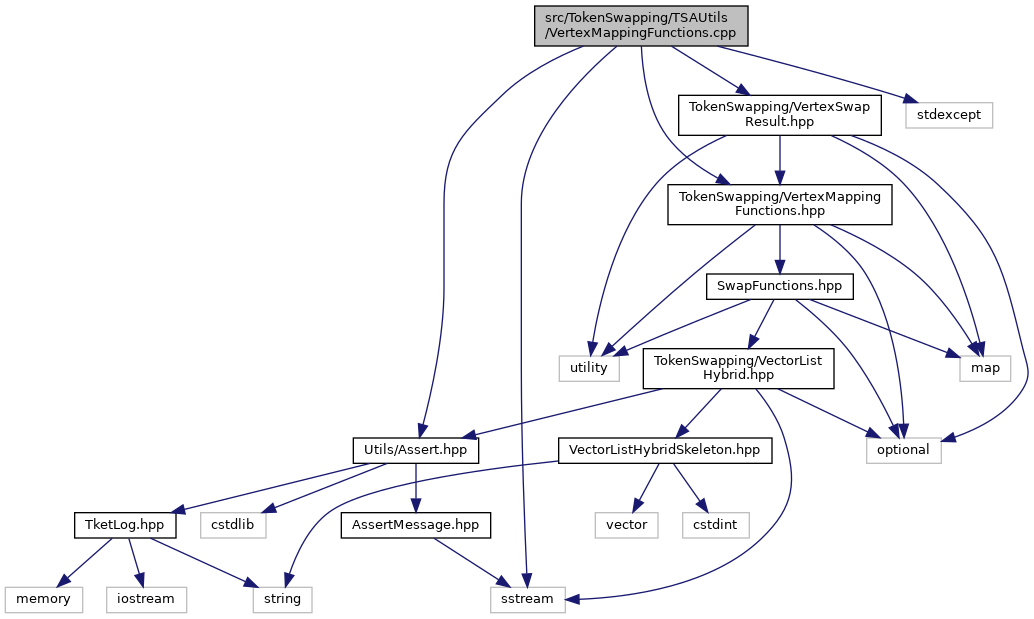 src/TokenSwapping/TSAUtils
/VertexMappingFunctions.cpp
TokenSwapping/VertexSwap
Result.hpp
stdexcept
TokenSwapping/VertexMapping
Functions.hpp
SwapFunctions.hpp
utility
TokenSwapping/VectorList
Hybrid.hpp
map
Utils/Assert.hpp
VectorListHybridSkeleton.hpp
optional
TketLog.hpp
cstdlib
AssertMessage.hpp
vector
cstdint
memory
iostream
string
sstream